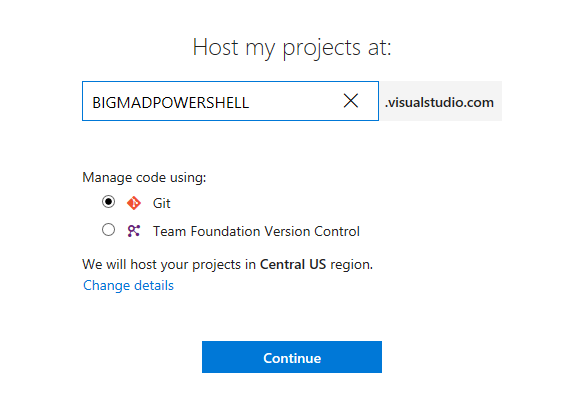 Host my projects at:
BIGMADPOWERSHELL .visualstudio.com
Manage code using:
Git
Team Foundation Version Control
We will host your projects in Central US region.
Change details
Continue